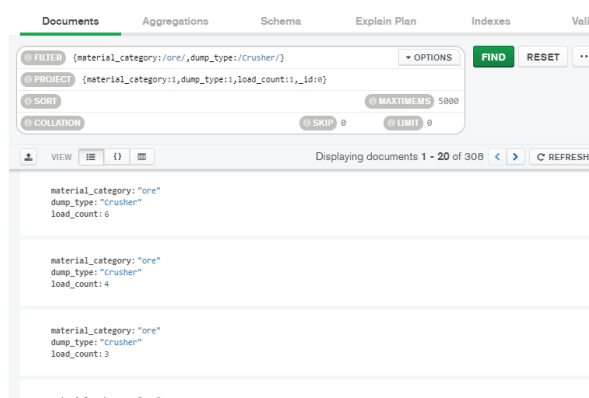 Documents Aggregations Schema Explain Plan Indexes Vali
FILTER {material_category:/ore/,dump_type:/Crusher/} OPTIONS FIND RESET ...
PROJECT {material_category:1,dump_type:1,load_count:1,_id:0}
SORT MAXTIMEMS 5000
COLLATION SKIP 0 LIMIT 0
VIEW {} Displaying documents 1 - 20 of 308 < > REFRESH
material_category: "ore"
dump_type: "Crusher"
load_count: 6
material_category: "ore"
dump_type: "Crusher"
load_count: 4
material_category: "ore"
dump_type: "Crusher"
load_count: 3